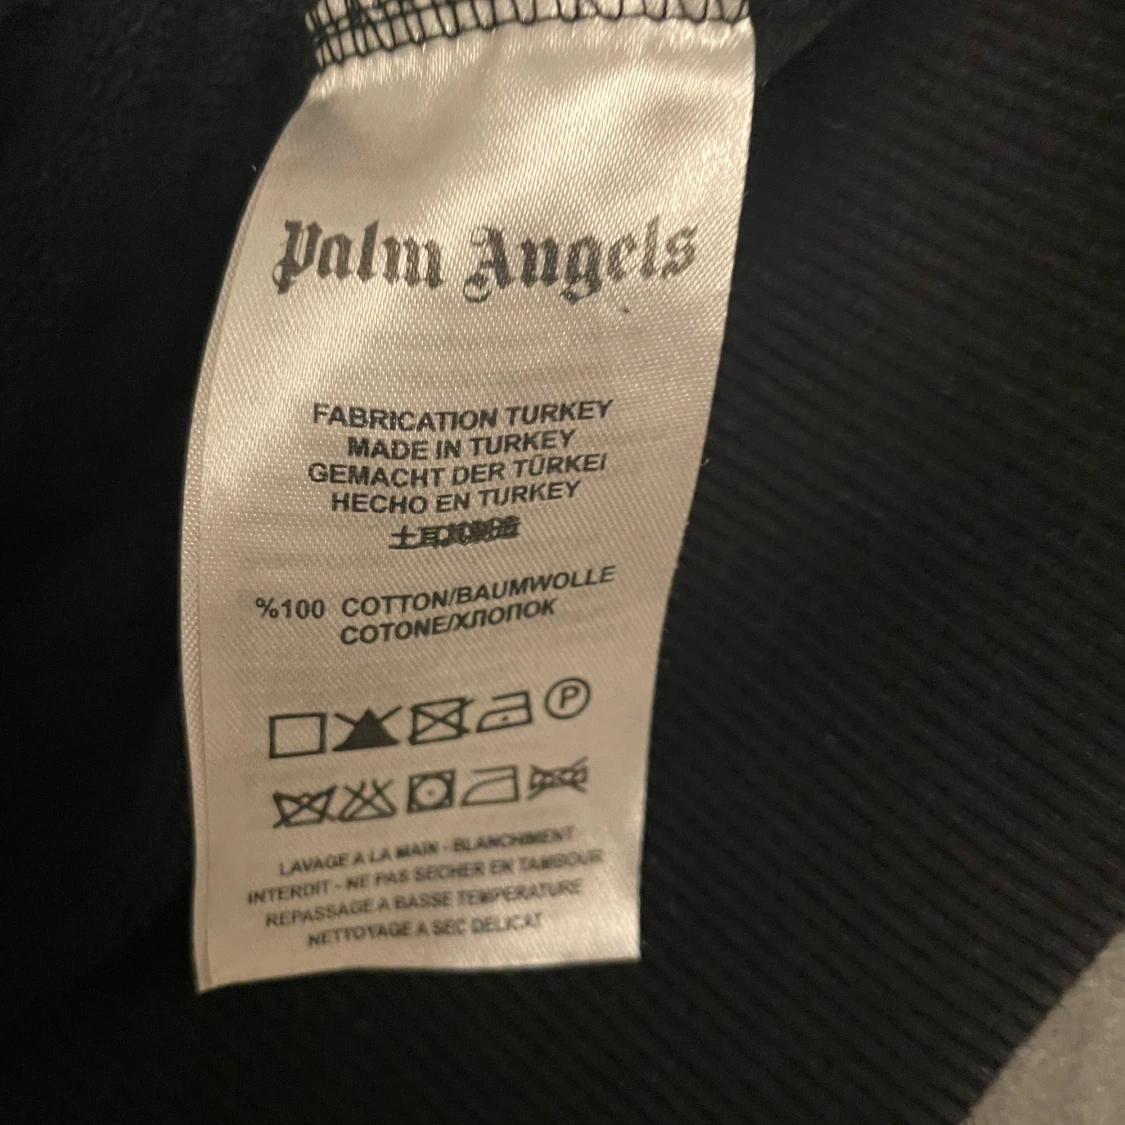 Palm Angels
FABRICATION TURKEY
MADE IN TURKEY
GEMACHT DER TÜRKEI
HECHO EN TURKEY
%100 COTTON/BAUMWOLLE
COTONE/ХЛОПОК
P
LAVAGE A LA MAIN - BLANCHIMENT
INTERDIT - NE PAS SECHER EN TAMBOUR
REPASSAGE A BASSE TEMPERATURE
NETTOYAGE A SEC DELICAT